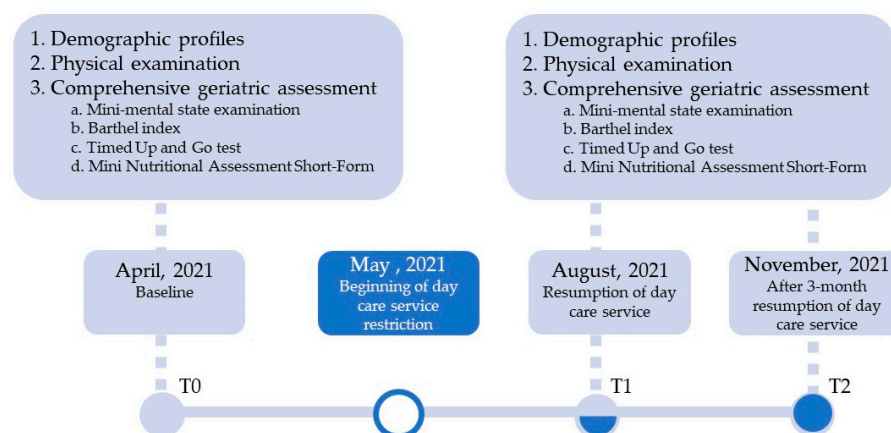 1. Demographic profiles
2. Physical examination
3. Comprehensive geriatric assessment
a. Mini-mental state examination
b. Barthel index
c. Timed Up and Go test
d. Mini Nutritional Assessment Short-Form
1. Demographic profiles
2. Physical examination
3. Comprehensive geriatric assessment
a. Mini-mental state examination
b. Barthel index
c. Timed Up and Go test
d. Mini Nutritional Assessment Short-Form
April, 2021
Baseline
May , 2021
Beginning of day
care service
restriction
August, 2021
Resumption of day
care service
November, 2021
After 3-month
resumption of day
care service
T0
T1
T2